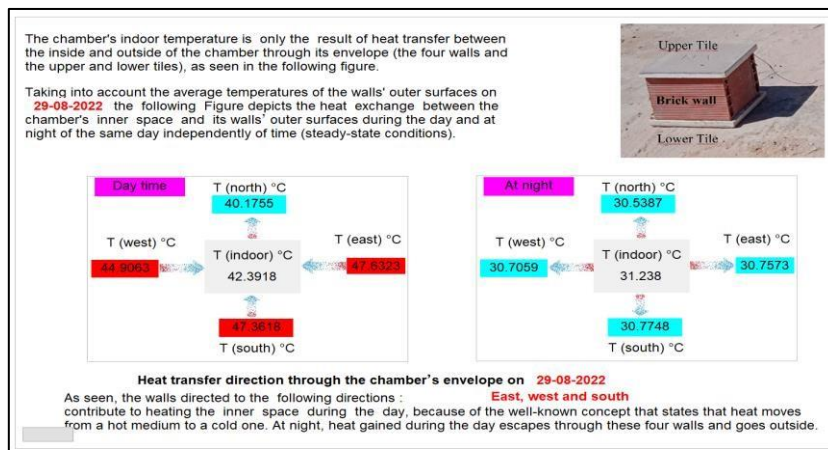 The chamber's indoor temperature is only the result of heat transfer between
the inside and outside of the chamber through its envelope (the four walls and
the upper and lower tiles), as seen in the following figure.
Taking into account the average temperatures of the walls' outer surfaces on
29-08-2022 the following Figure depicts the heat exchange between the
chamber's inner space and its walls' outer surfaces during the day and at
night of the same day independently of time (steady-state conditions).
Upper Tile
Brick wall
Lower Tile
Day time
T (north) °C
40.1755
T (west) °C
44.9063
T (indoor) °C
42.3918
T (east) °C
47.6323
47.3618
T (south) °C
At night
T (north) °C
30.5387
T (west) °C
30.7059
T (indoor) °C
31.238
T (east) °C
30.7573
30.7748
T (south) °C
Heat transfer direction through the chamber's envelope on 29-08-2022
As seen, the walls directed to the following directions : East, west and south
contribute to heating the inner space during the day, because of the well-known concept that states that heat moves
from a hot medium to a cold one. At night, heat gained during the day escapes through these four walls and goes outside.